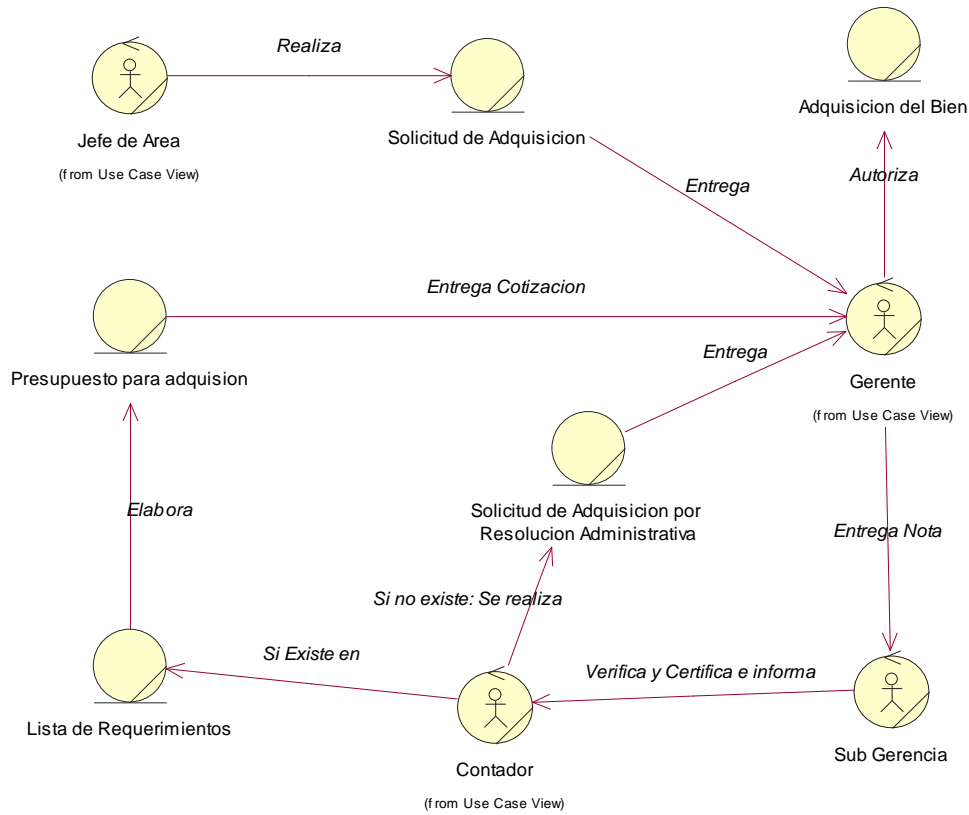 Realiza
Jefe de Area
(from Use Case View)
Solicitud de Adquisicion
Adquisicion del Bien
Entrega
Autoriza
Entrega Cotizacion
Presupuesto para adquision
Entrega
Gerente
(from Use Case View)
Solicitud de Adquisicion por
Resolucion Administrativa
Elabora
Entrega Nota
Si no existe: Se realiza
Si Existe en
Verifica y Certifica e informa
Lista de Requerimientos
Contador
(from Use Case View)
Sub Gerencia